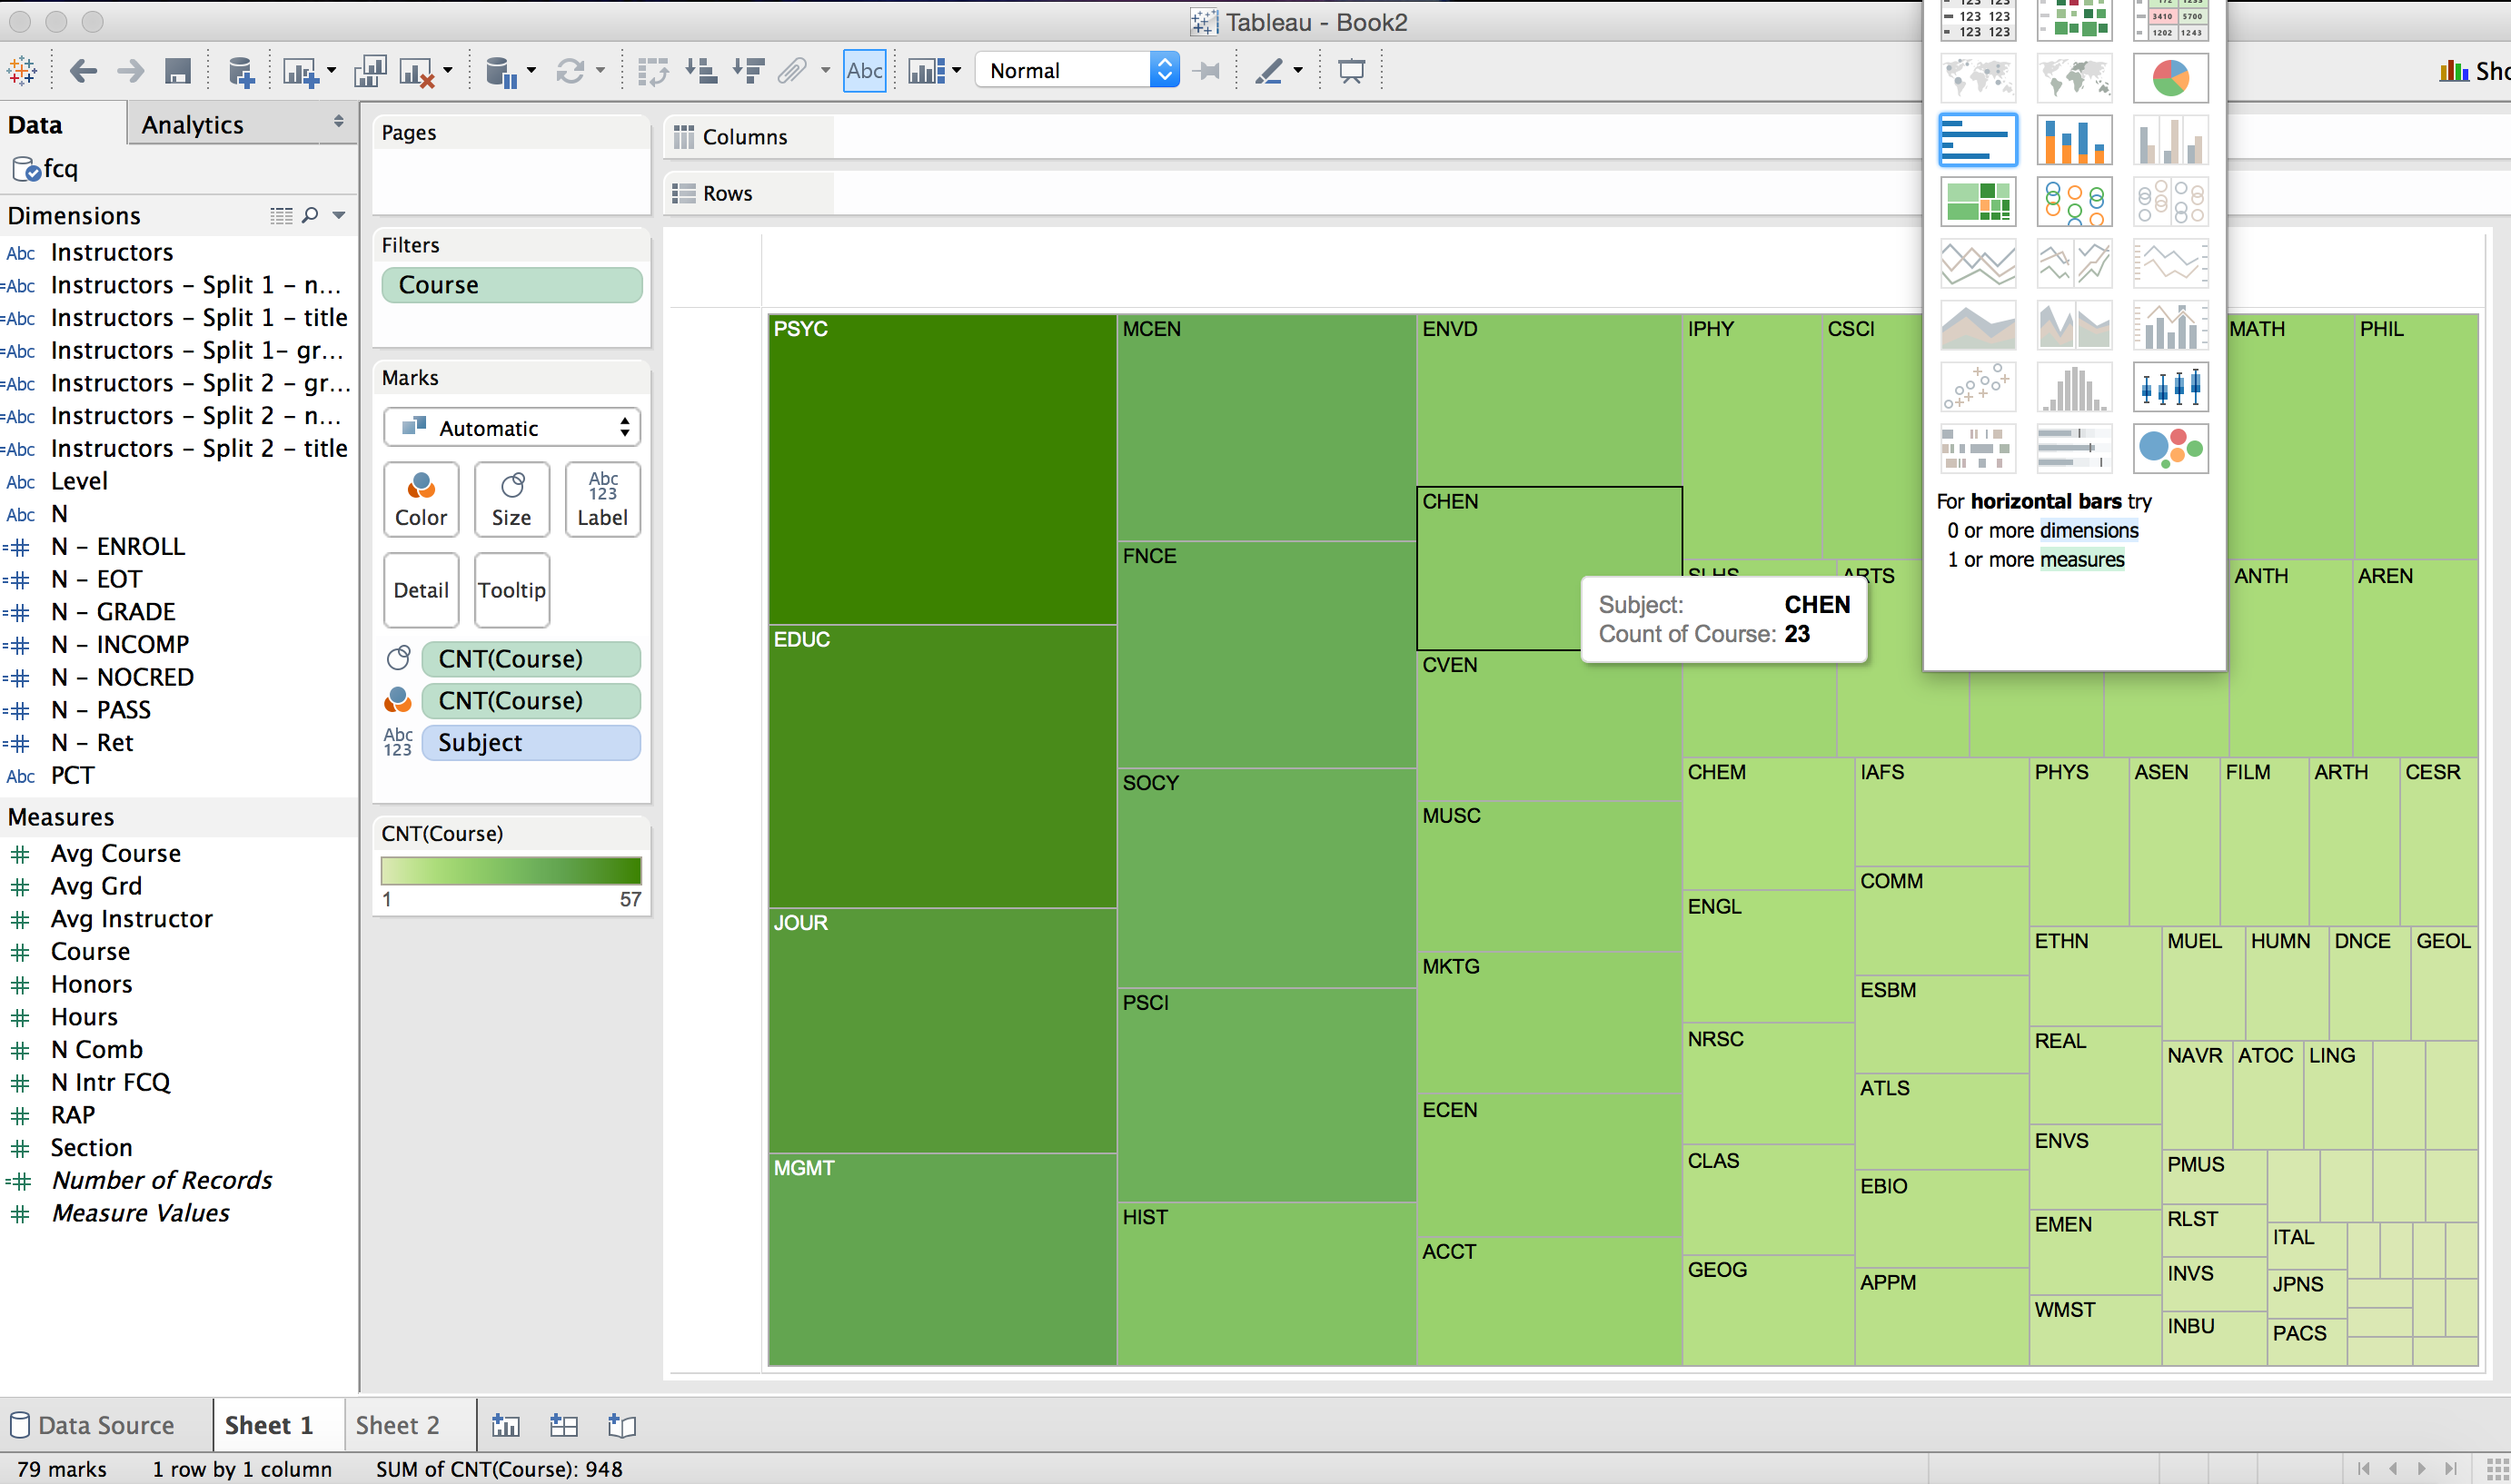 Tableau - Book2
Abc
Normal
Sho
Data
Analytics
fcq
Dimensions
Abc Instructors
=Abc Instructors - Split 1 - n...
=Abc Instructors - Split 1 - title
=Abc Instructors - Split 1- gr...
=Abc Instructors - Split 2 - gr...
=Abc Instructors - Split 2 - n...
=Abc Instructors - Split 2 - title
Abc Level
Abc N
=# N - ENROLL
=# N - EOT
=# N - GRADE
=# N - INCOMP
=# N - NOCRED
=# N - PASS
=# N - Ret
Abc PCT
Measures
# Avg Course
# Avg Grd
# Avg Instructor
# Course
# Honors
# Hours
# N Comb
# N Intr FCQ
# RAP
# Section
=# Number of Records
# Measure Values
Pages
Filters
Course
Marks
Automatic
Color
Size
Abc
123
Label
Detail
Tooltip
CNT(Course)
CNT(Course)
Abc
123
Subject
CNT(Course)
1
57
Columns
Rows
PSYC
EDUC
JOUR
MGMT
MCEN
FNCE
SOCY
PSCI
HIST
ENVD
CHEN
CVEN
MUSC
MKTG
ECEN
ACCT
IPHY
CSCI
MATH
PHIL
SLHS
ARTS
ANTH
AREN
Subject: CHEN
Count of Course: 23
CHEM
ENGL
NRSC
CLAS
GEOG
IAFS
COMM
ESBM
ATLS
EBIO
APPM
PHYS
ASEN
FILM
ARTH
CESR
ETHN
REAL
ENVS
EMEN
WMST
MUEL
HUMN
DNCE
GEOL
NAVR
ATOC
LING
PMUS
RLST
INVS
INBU
ITAL
JPNS
PACS
123 123
123 123
3410 5700
1202 1243
For horizontal bars try
0 or more dimensions
1 or more measures
Data Source
Sheet 1
Sheet 2
79 marks
1 row by 1 column
SUM of CNT(Course): 948